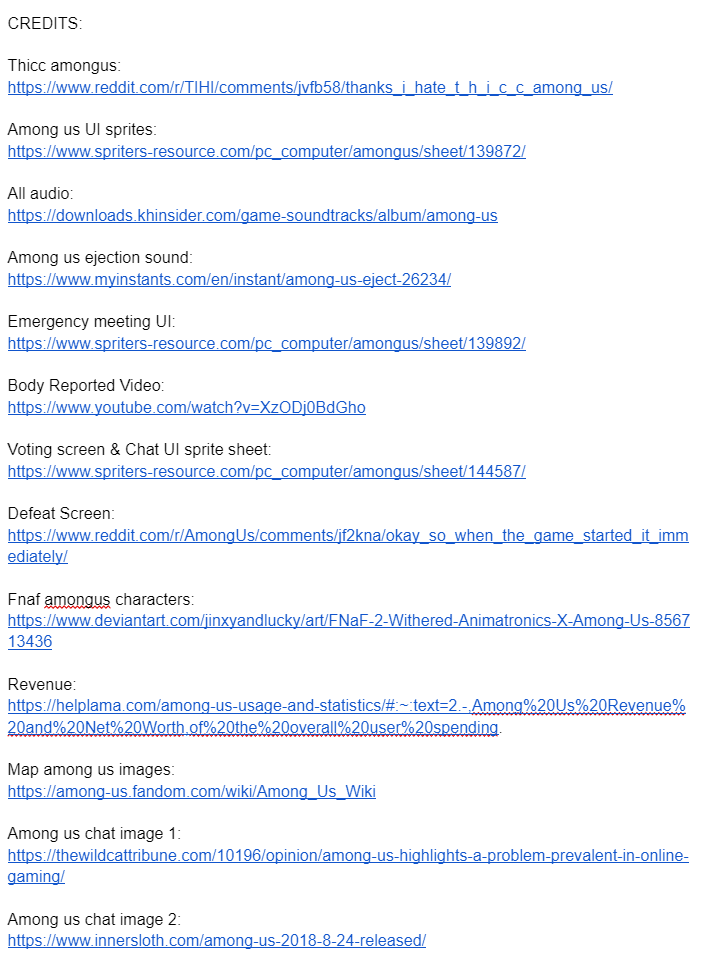 CREDITS:
Thicc amongus:
https://www.reddit.com/r/TIHI/comments/jvfb58/thanks_i_hate_t_h_i_c_c_among_us/
Among us UI sprites:
https://www.spriters-resource.com/pc_computer/amongus/sheet/139872/
All audio:
https://downloads.khinsider.com/game-soundtracks/album/among-us
Among us ejection sound:
https://www.myinstants.com/en/instant/among-us-eject-26234/
Emergency meeting UI:
https://www.spriters-resource.com/pc_computer/amongus/sheet/139892/
Body Reported Video:
https://www.youtube.com/watch?v=XzODj0BdGho
Voting screen & Chat UI sprite sheet:
https://www.spriters-resource.com/pc_computer/amongus/sheet/144587/
Defeat Screen:
https://www.reddit.com/r/AmongUs/comments/jf2kna/okay_so_when_the_game_started_it_imm
ediately/
Fnaf amongus characters:
https://www.deviantart.com/jinxyandlucky/art/FNaF-2-Withered-Animatronics-X-Among-Us-8567
13436
Revenue:
https://helplama.com/among-us-usage-and-statistics/#:~:text=2.-,Among%20Us%20Revenue%
20and%20Net%20Worth,of%20the%20overall%20user%20spending.
Map among us images:
https://among-us.fandom.com/wiki/Among_Us_Wiki
Among us chat image 1:
https://thewildcattribune.com/10196/opinion/among-us-highlights-a-problem-prevalent-in-online-
gaming/
Among us chat image 2:
https://www.innersloth.com/among-us-2018-8-24-released/